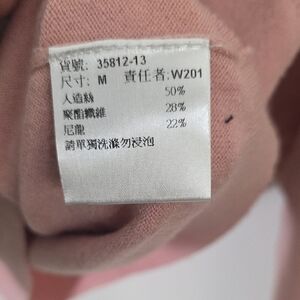 貨號: 35812-13
尺寸: M 責任者: W201
人造絲 50%
聚酯纖維 28%
尼龍 22%
請單獨洗滌勿浸泡